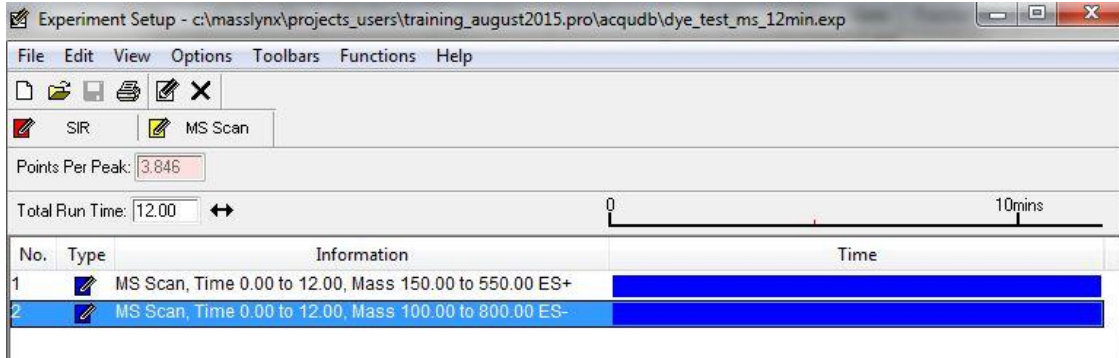 Experiment Setup - c:\masslynx\projects_users\training_august2015.pro\acqudb\dye_test_ms_12min.exp
File Edit View Options Toolbars Functions Help
SIR MS Scan
Points Per Peak: 3.846
Total Run Time: 12.00 0 10mins
No. Type Information Time
1 MS Scan, Time 0.00 to 12.00, Mass 150.00 to 550.00 ES+
2 MS Scan, Time 0.00 to 12.00, Mass 100.00 to 800.00 ES-